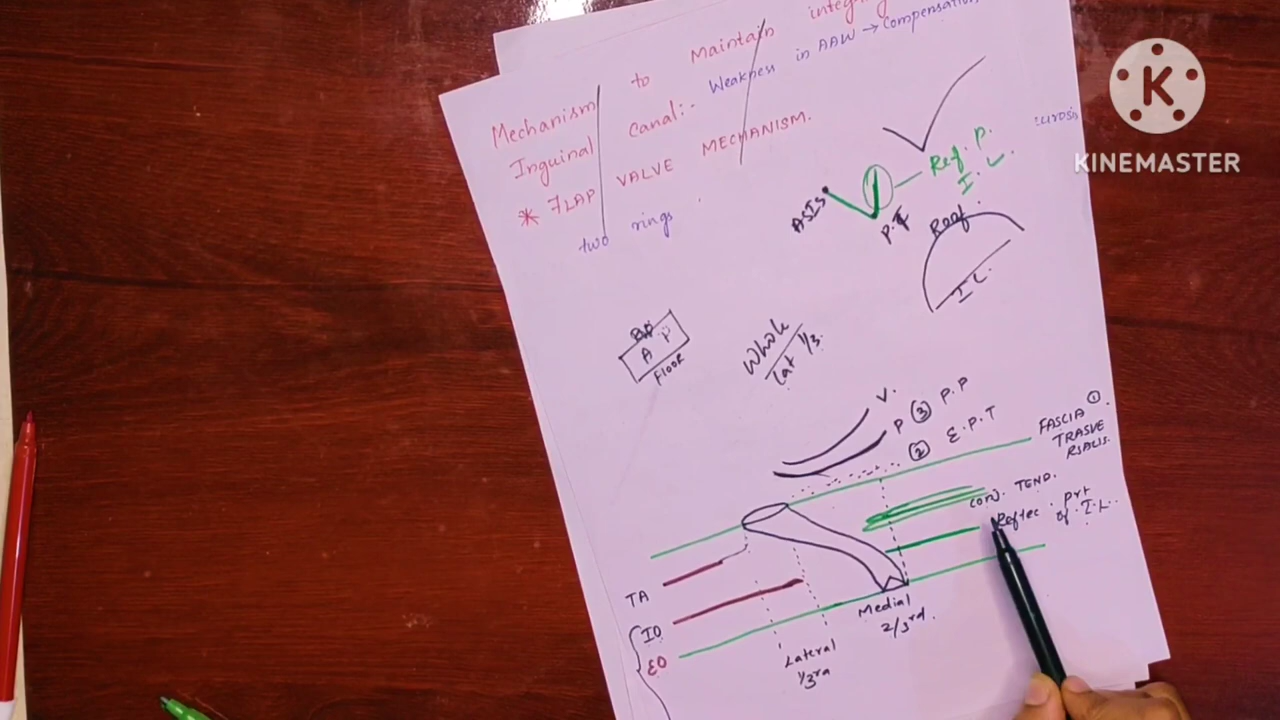 Mechanism to Maintain
Inguinal Canal:- Weakness in AAW → Compensation
* FLAP VALVE MECHANISM.
two rings
KINEMASTER
K
Ref. P.
I. L.
ASIS
Roof
I L.
A P
FLOOR
Whole
Lat 1/3.
V.
P ③ P.P
② E.P.T
FASCIA ①
TRASVE
RSIALIS.
conj. TEND.
Reflec. Prt
of I.L.
TA
IO
EO
Medial
2/3rd.
Lateral
1/3rd